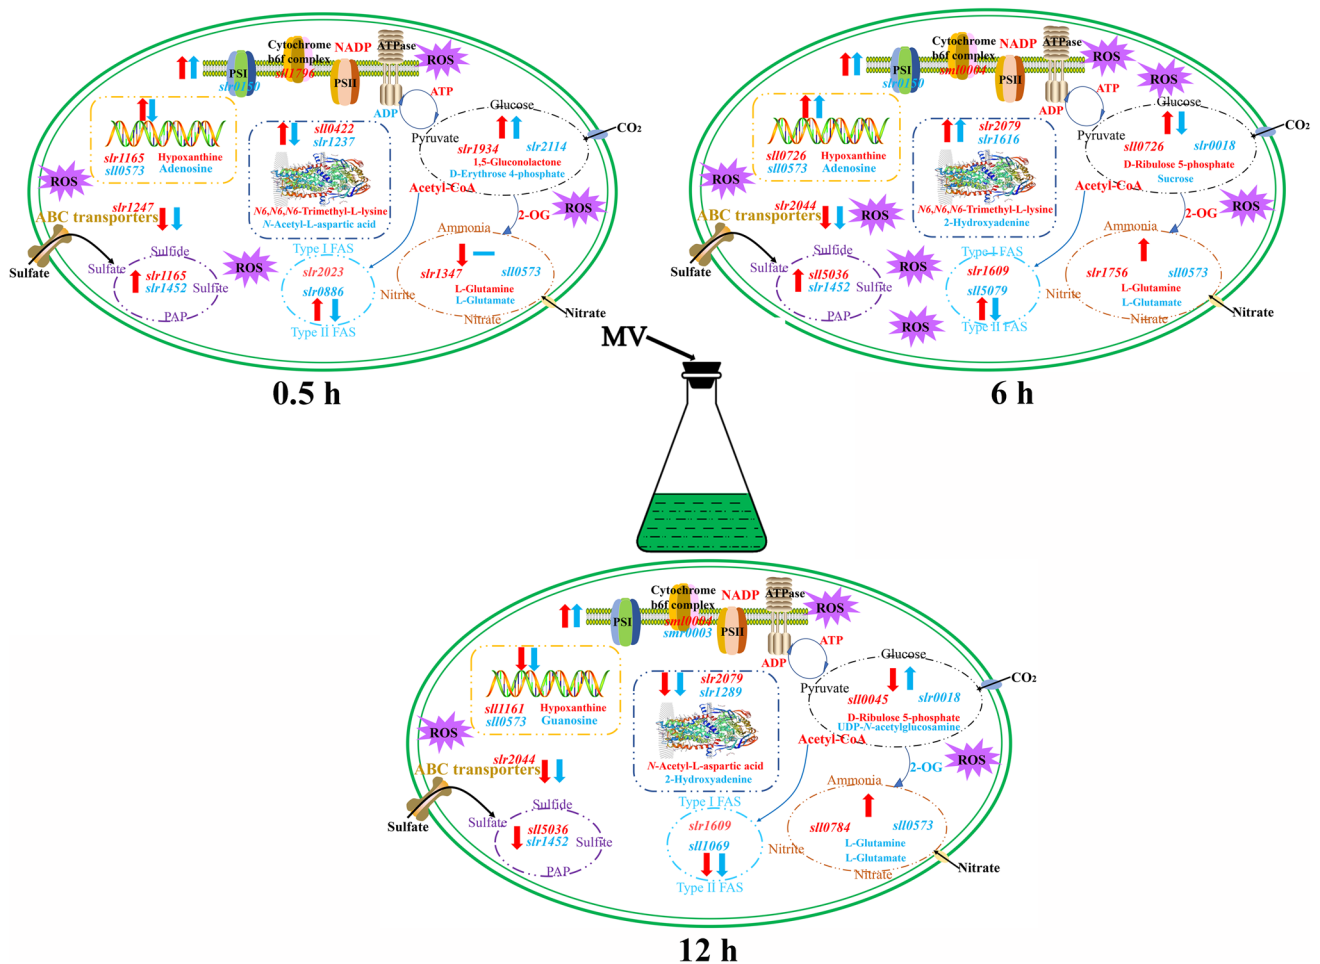 Cytochrome
b6f complex
NADP
ATPase
ROS
PSI
sll1796
slr0150
PSII
ATP
ADP
Glucose
CO2
Pyruvate
slr1934
slr2114
1,5-Gluconolactone
D-Erythrose 4-phosphate
Acetyl-CoA
slr1165
Hypoxanthine
sll0573
Adenosine
sll0422
slr1237
N6,N6,N6-Trimethyl-L-lysine
N-Acetyl-L-aspartic acid
ROS
ROS
2-OG
slr1247
ABC transporters
Sulfate
Sulfide
Sulfate
slr1165
slr1452
Sulfite
PAP
ROS
Type I FAS
slr2023
slr0886
Type II FAS
Ammonia
slr1347
sll0573
L-Glutamine
L-Glutamate
Nitrite
Nitrate
Nitrate
0.5 h
Cytochrome
b6f complex
NADP
ATPase
ROS
ROS
PSI
sml0004
slr0150
PSII
ATP
ADP
Glucose
CO2
Pyruvate
sll0726
slr0018
D-Ribulose 5-phosphate
Sucrose
Acetyl-CoA
sll0726
Hypoxanthine
sll0573
Adenosine
slr2079
slr1616
N6,N6,N6-Trimethyl-L-lysine
2-Hydroxyadenine
ROS
ROS
2-OG
slr2044
ABC transporters
Sulfate
Sulfide
Sulfate
sll5036
slr1452
Sulfite
PAP
ROS
ROS
Type I FAS
slr1609
sll5079
Type II FAS
Ammonia
slr1756
sll0573
L-Glutamine
L-Glutamate
Nitrite
Nitrate
Nitrate
6 h
MV
Cytochrome
b6f complex
NADP
ATPase
ROS
PSI
sml0004
smr0003
PSII
ATP
ADP
Glucose
CO2
Pyruvate
sll0045
slr0018
D-Ribulose 5-phosphate
UDP-N-acetylglucosamine
Acetyl-CoA
sll1161
Hypoxanthine
sll0573
Guanosine
slr2079
slr1289
N-Acetyl-L-aspartic acid
2-Hydroxyadenine
ROS
ROS
2-OG
slr2044
ABC transporters
Sulfate
Sulfide
Sulfate
sll5036
slr1452
Sulfite
PAP
Type I FAS
slr1609
sll1069
Type II FAS
Ammonia
sll0784
sll0573
L-Glutamine
L-Glutamate
Nitrite
Nitrate
Nitrate
12 h